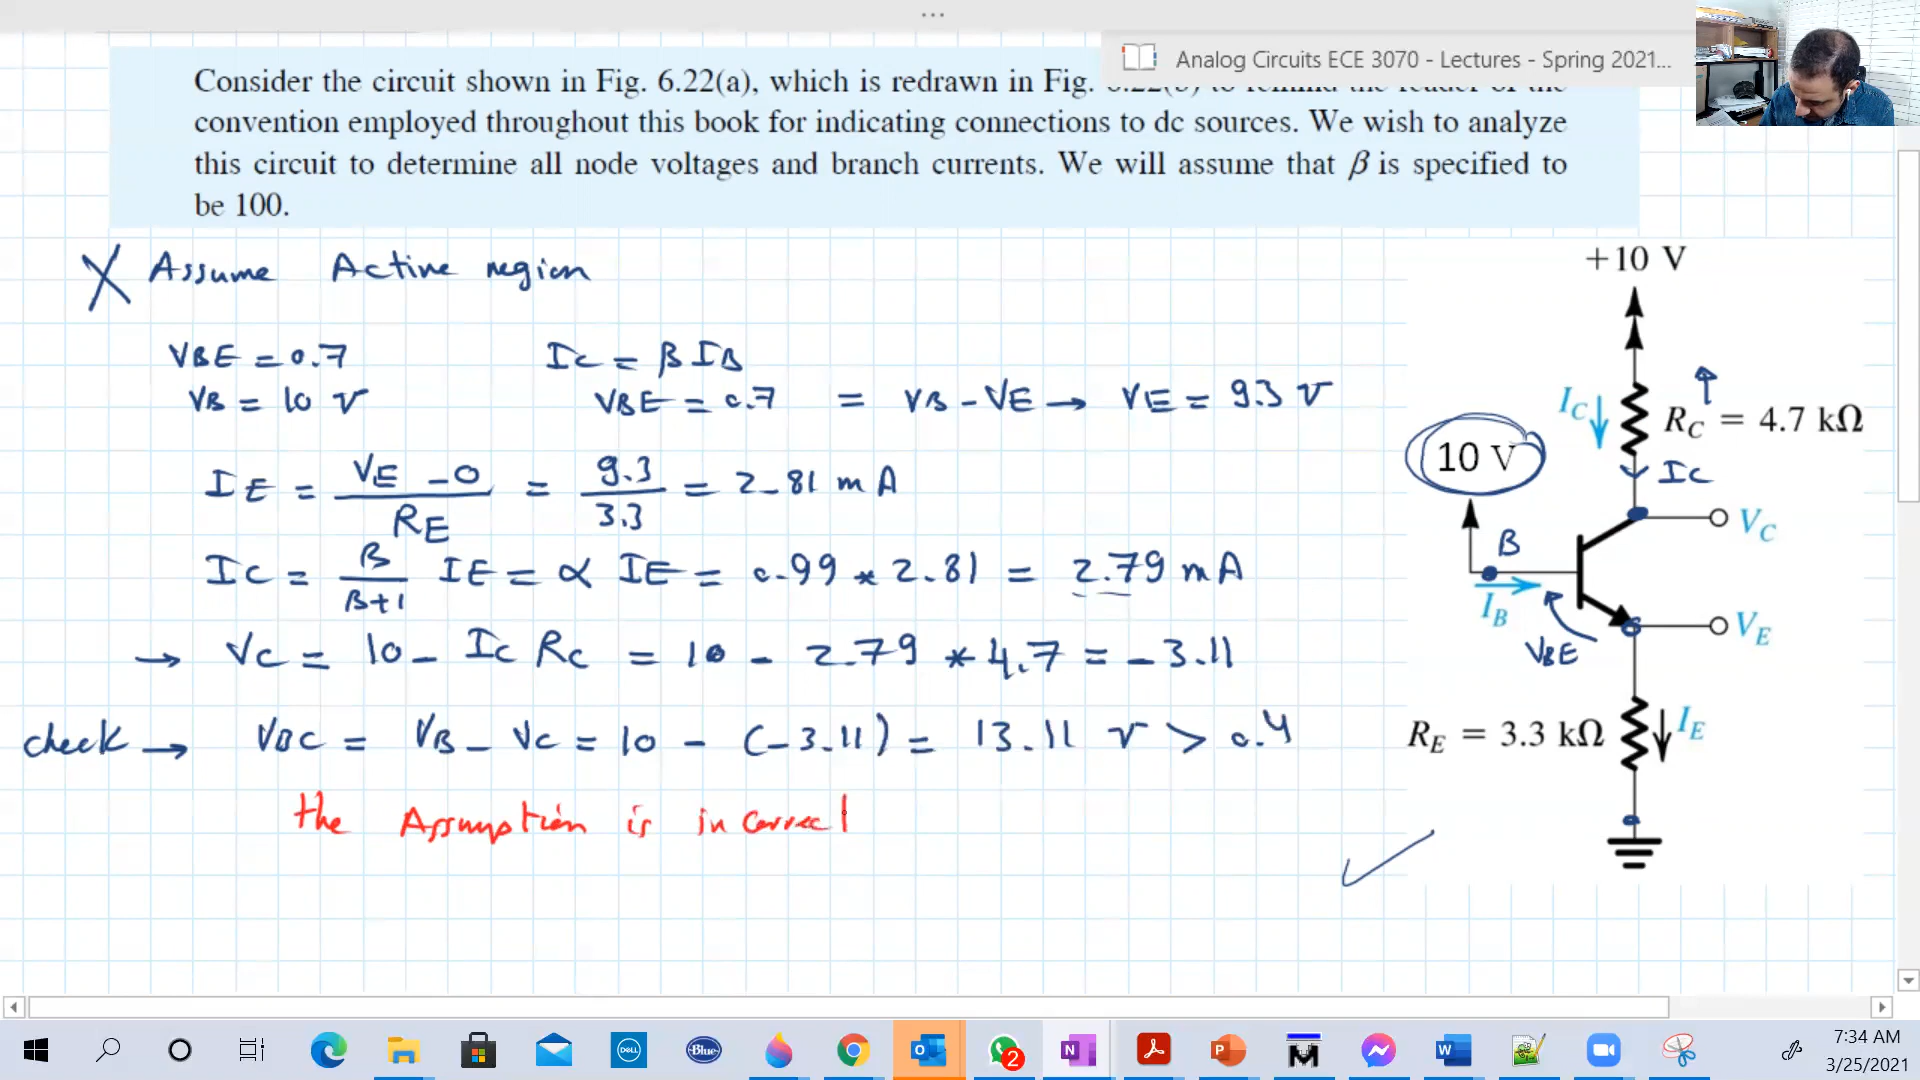 ...
Analog Circuits ECE 3070 - Lectures - Spring 2021...
Consider the circuit shown in Fig. 6.22(a), which is redrawn in Fig.
convention employed throughout this book for indicating connections to dc sources. We wish to analyze
this circuit to determine all node voltages and branch currents. We will assume that β is specified to
be 100.
X Assume Active region
VBE = 0.7 IC = β IB
VB = 10 V VBE = 0.7 = VB - VE → VE = 9.3 V
IE = (VE - 0)/RE = 9.3/3.3 = 2.81 mA
IC = β/(β+1) IE = α IE = 0.99 * 2.81 = 2.79 mA
→ VC = 10 - IC RC = 10 - 2.79 * 4.7 = -3.11
check → VBC = VB - VC = 10 - (-3.11) = 13.11 V > 0.4
the Assumption is incorrect
+10 V
IC
RC = 4.7 kΩ
10 V
IC
VC
B
IB
VBE
VE
RE = 3.3 kΩ
IE
DELL
Blue
2
N
P
W
7:34 AM
3/25/2021